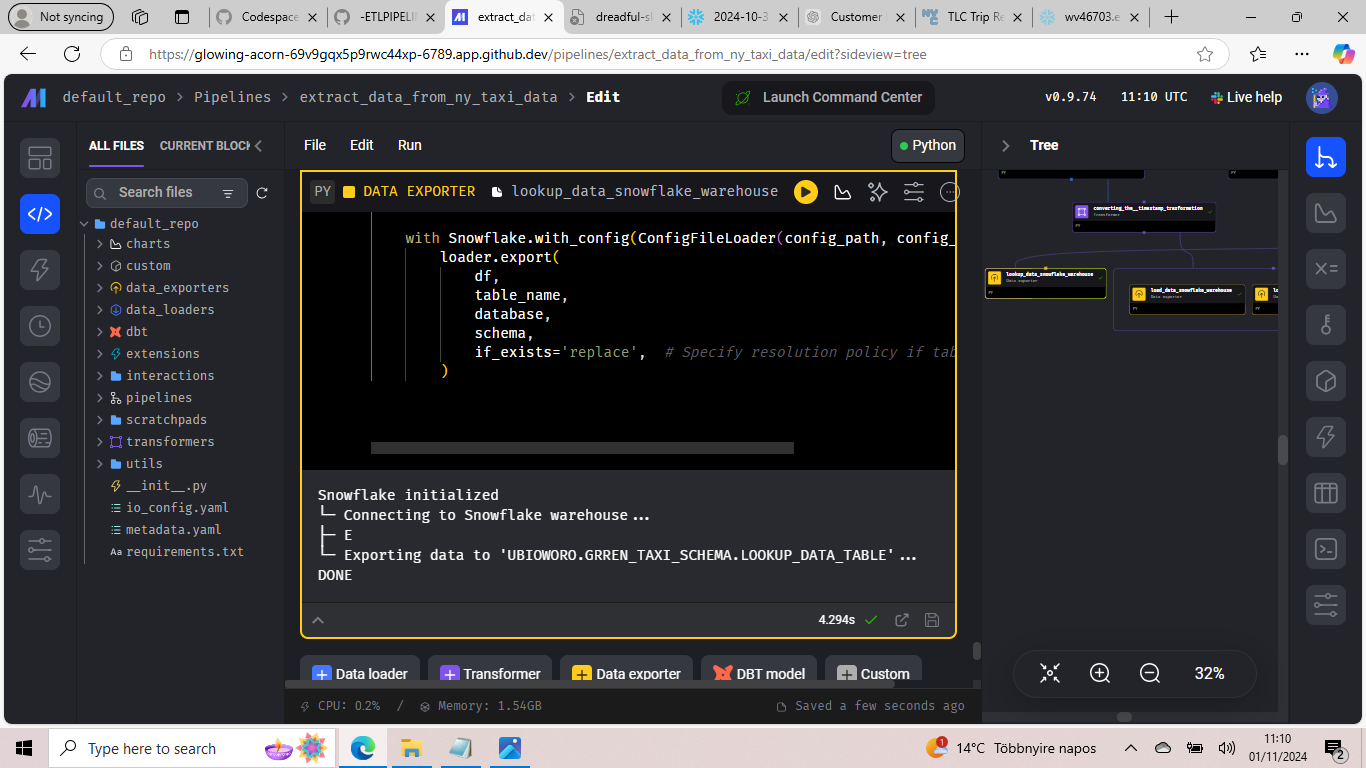 Not syncing
Codespace
-ETLPIPELIN
extract_dat
dreadful-sl
2024-10-3
Customer
TLC Trip Re
wv46703.e
https://glowing-acorn-69v9gqx5p9rwc44xp-6789.app.github.dev/pipelines/extract_data_from_ny_taxi_data/edit?sideview=tree
default_repo > Pipelines > extract_data_from_ny_taxi_data > Edit
Launch Command Center
v0.9.74
11:10 UTC
Live help
ALL FILES
CURRENT BLOCK
Search files
default_repo
charts
custom
data_exporters
data_loaders
dbt
extensions
interactions
pipelines
scratchpads
transformers
utils
__init__.py
io_config.yaml
metadata.yaml
Aa requirements.txt
File
Edit
Run
Python
PY DATA EXPORTER lookup_data_snowflake_warehouse
with Snowflake.with_config(ConfigFileLoader(config_path, config_
loader.export(
df,
table_name,
database,
schema,
if_exists='replace', # Specify resolution policy if tab
)
Snowflake initialized
└─ Connecting to Snowflake warehouse...
├─ E
└─ Exporting data to 'UBIOWORO.GRREN_TAXI_SCHEMA.LOOKUP_DATA_TABLE'...
DONE
4.294s
Data loader
Transformer
Data exporter
DBT model
Custom
CPU: 0.2% / Memory: 1.54GB
Saved a few seconds ago
Tree
PY
PY
converting_the__timestamp_trasformation
Transformer
PY
lookup_data_snowflake_warehouse
Data exporter
PY
load_data_snowflake_warehouse
Data exporter
PY
PY
32%
Type here to search
1
14°C Többnyire napos
11:10
01/11/2024
2